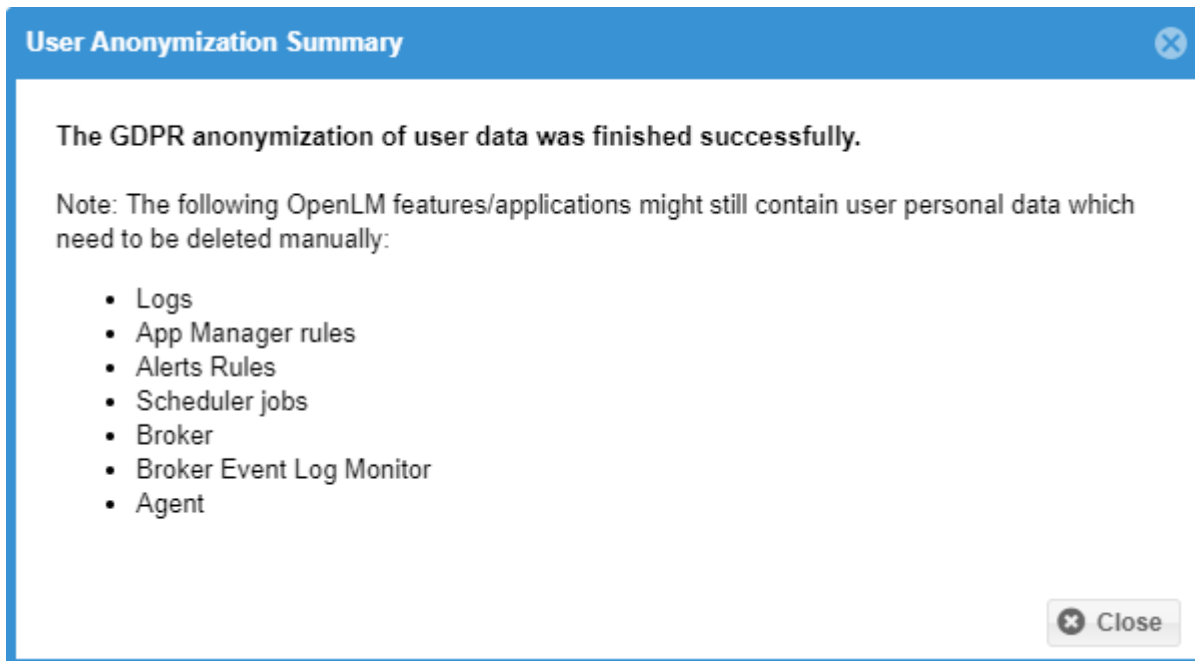 User Anonymization Summary
The GDPR anonymization of user data was finished successfully.
Note: The following OpenLM features/applications might still contain user personal data which
need to be deleted manually:
• Logs
• App Manager rules
• Alerts Rules
• Scheduler jobs
• Broker
• Broker Event Log Monitor
• Agent
Close